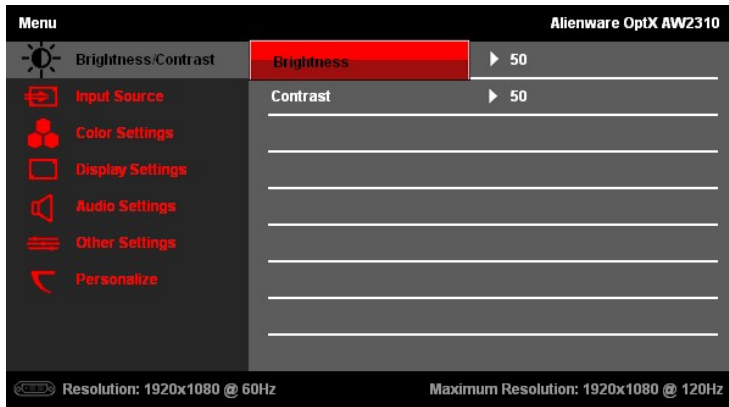 Menu Alienware OptX AW2310
Brightness/Contrast Brightness 50
Input Source Contrast 50
Color Settings
Display Settings
Audio Settings
Other Settings
Personalize
Resolution: 1920x1080 @ 60Hz Maximum Resolution: 1920x1080 @ 120Hz